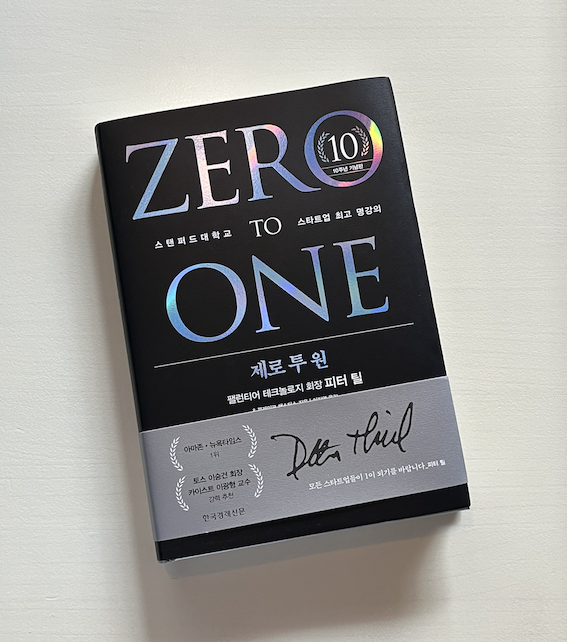 ZERO
10
10주년 기념판
스탠퍼드대학교
TO
스타트업 최고 명강의
ONE
제로 투 원
팰런티어 테크놀로지 회장 피터 틸
아마존·뉴욕타임스
1위
토스 이승건 회장
카이스트 이광형 교수
강력 추천
한국경제신문
Peter Thiel
모든 스타트업들이 1이 되기를 바랍니다_피터 틸